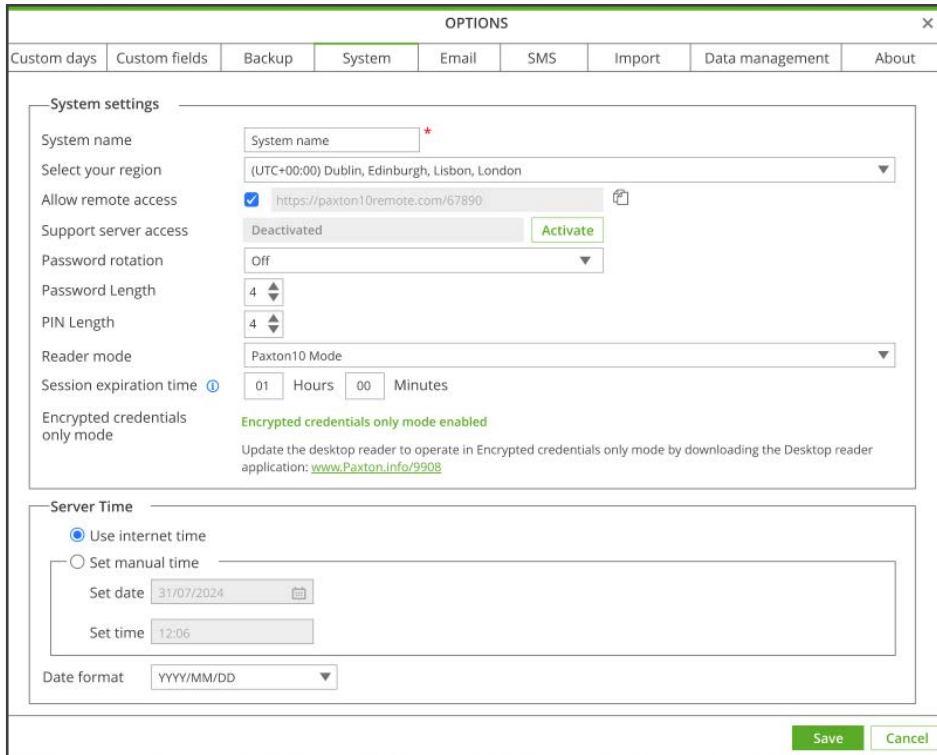 OPTIONS
Custom days Custom fields Backup System Email SMS Import Data management About
System settings
System name System name *
Select your region (UTC+00:00) Dublin, Edinburgh, Lisbon, London
Allow remote access https://paxton10remote.com/67890
Support server access Deactivated Activate
Password rotation Off
Password Length 4
PIN Length 4
Reader mode Paxton10 Mode
Session expiration time 01 Hours 00 Minutes
Encrypted credentials
only mode
Encrypted credentials only mode enabled
Update the desktop reader to operate in Encrypted credentials only mode by downloading the Desktop reader
application: www.Paxton.info/9908
Server Time
Use internet time
Set manual time
Set date 31/07/2024
Set time 12:06
Date format YYYY/MM/DD
Save Cancel